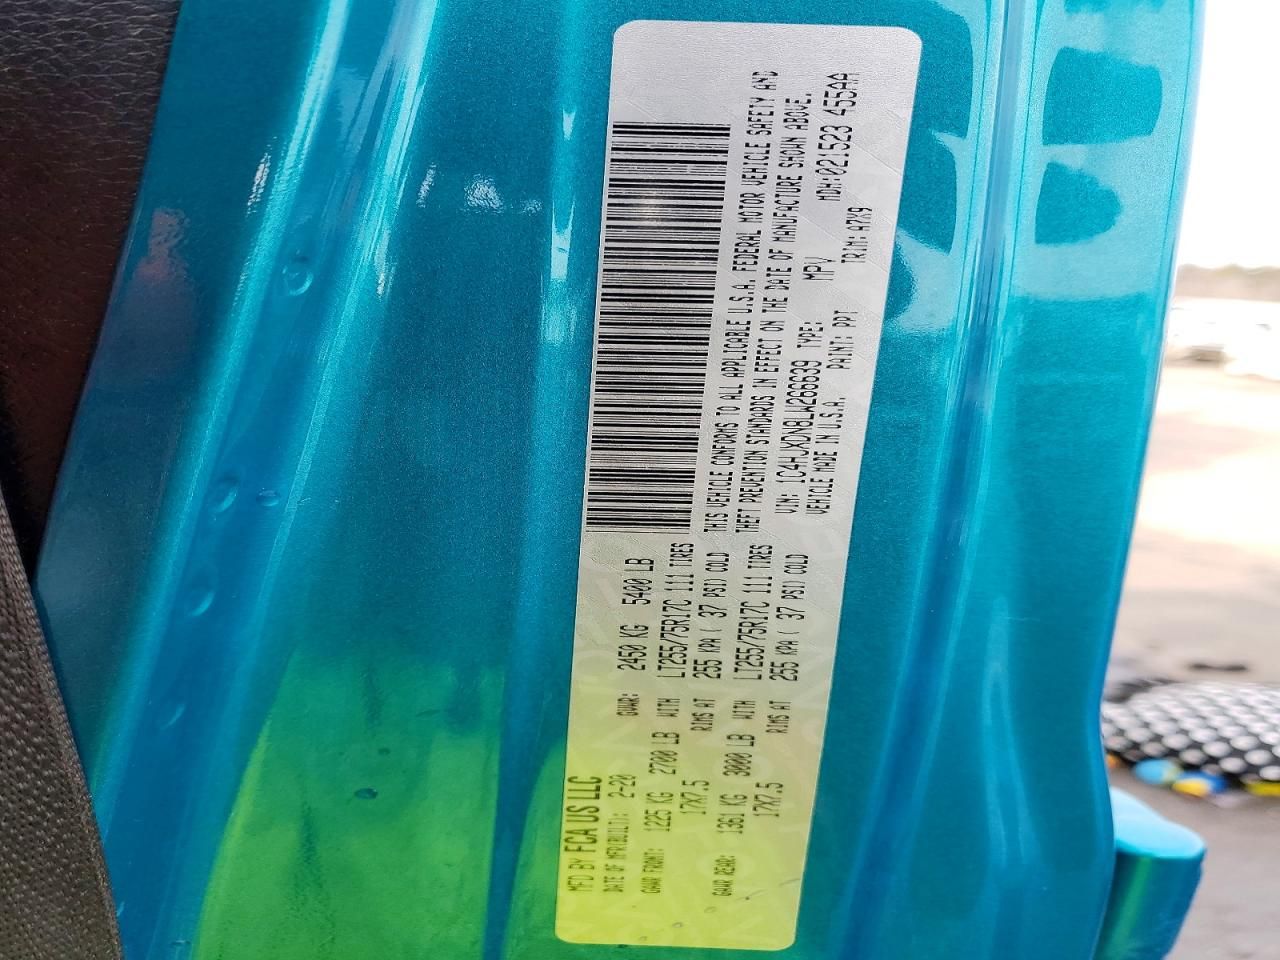 MFD BY FCA US LLC
DATE OF MFR(BUILT): 2-20 GVWR: 2450 KG 5400 LB
GAWR FRONT: 1225 KG 2700 LB WITH LT255/75R17C 111 TIRES
17X7.5 RIMS AT 255 KPA ( 37 PSI) COLD
GAWR REAR: 1361 KG 3000 LB WITH LT255/75R17C 111 TIRES
17X7.5 RIMS AT 255 KPA ( 37 PSI) COLD
THIS VEHICLE CONFORMS TO ALL APPLICABLE U.S.A. FEDERAL MOTOR VEHICLE SAFETY AND
THEFT PREVENTION STANDARDS IN EFFECT ON THE DATE OF MANUFACTURE SHOWN ABOVE.
VIN: 1C4HJXDN8LW266639 TYPE: MPV MDH:021523 455AA
VEHICLE MADE IN U.S.A. PAINT: PPT TRIM: A7X9